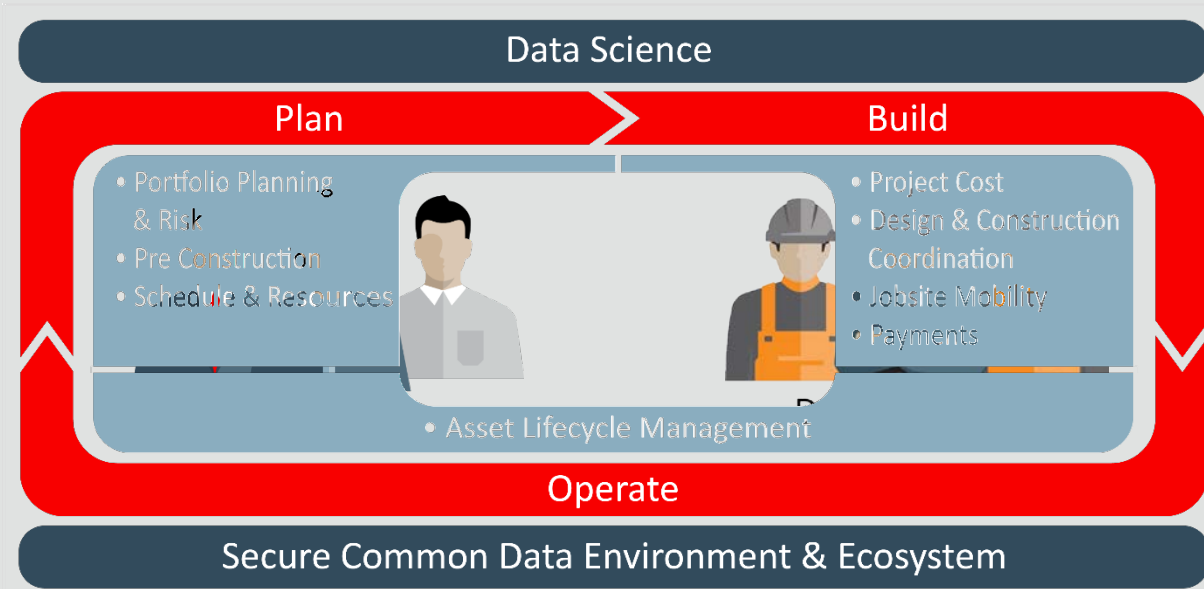 Data Science
Plan
Build
• Portfolio Planning
& Risk
• Pre Construction
• Schedule & Resources
• Project Cost
• Design & Construction
Coordination
• Jobsite Mobility
• Payments
• Asset Lifecycle Management
Operate
Secure Common Data Environment & Ecosystem